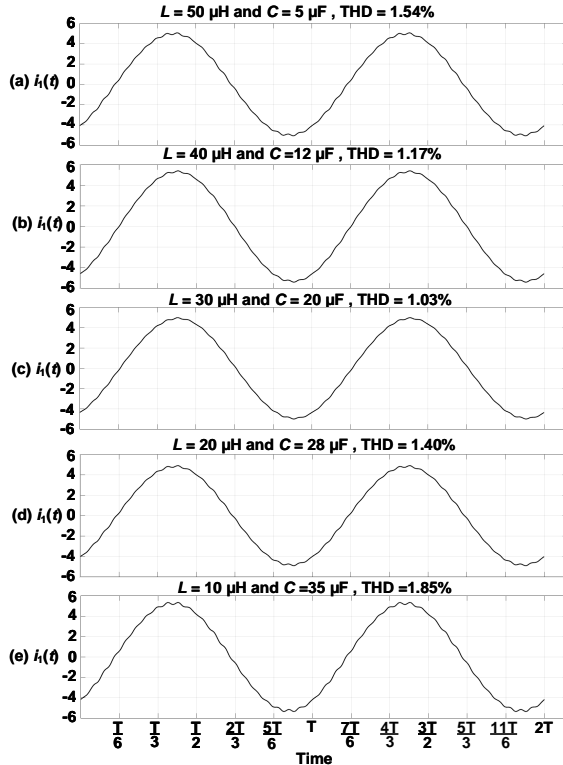 L = 50 μH and C = 5 μF , THD = 1.54%
6
4
2
(a) i₁(t) 0
-2
-4
-6
L = 40 μH and C =12 μF , THD = 1.17%
6
4
2
(b) i₁(t) 0
-2
-4
-6
L = 30 μH and C = 20 μF , THD = 1.03%
6
4
2
(c) i₁(t) 0
-2
-4
-6
L = 20 μH and C = 28 μF , THD = 1.40%
6
4
2
(d) i₁(t) 0
-2
-4
-6
L = 10 μH and C =35 μF , THD =1.85%
6
4
2
(e) i₁(t) 0
-2
-4
-6
T/6 T/3 T/2 2T/3 5T/6 T 7T/6 4T/3 3T/2 5T/3 11T/6 2T
Time